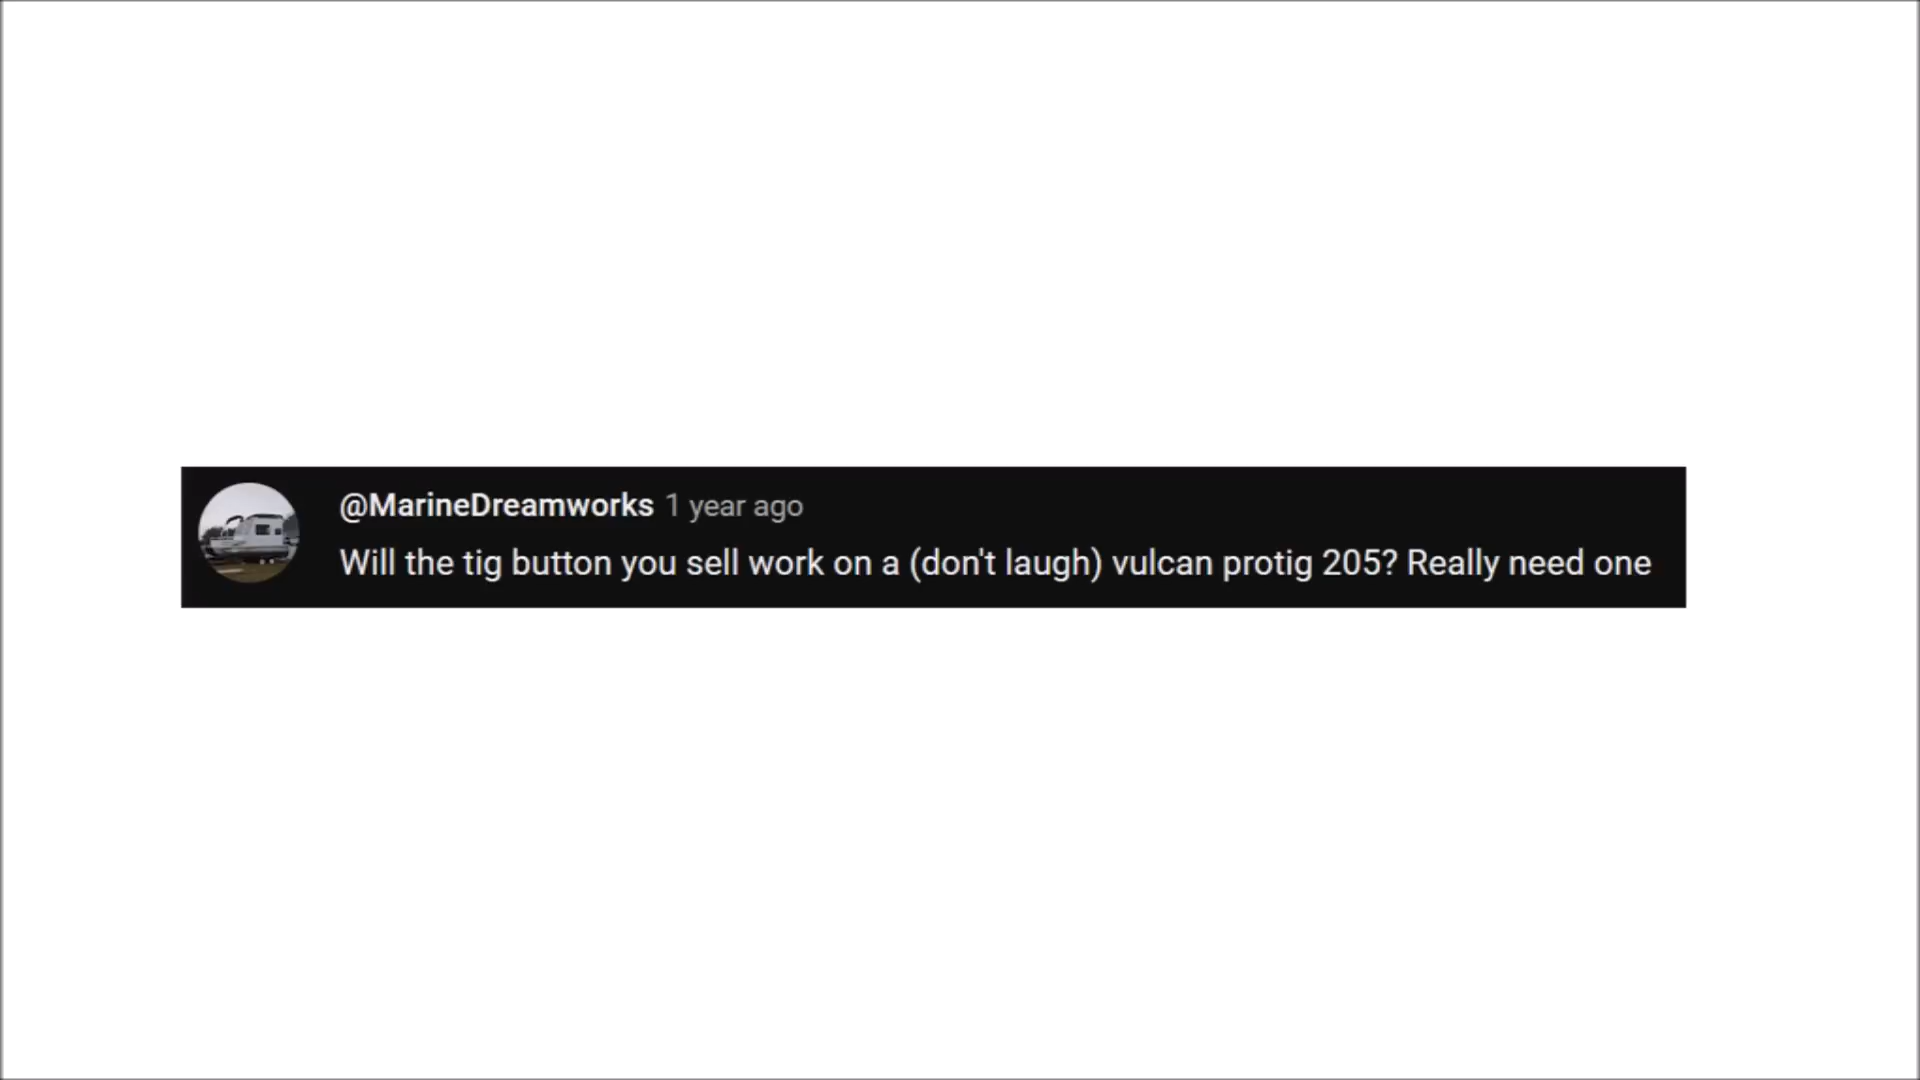 @MarineDreamworks 1 year ago
Will the tig button you sell work on a (don't laugh) vulcan protig 205? Really need one